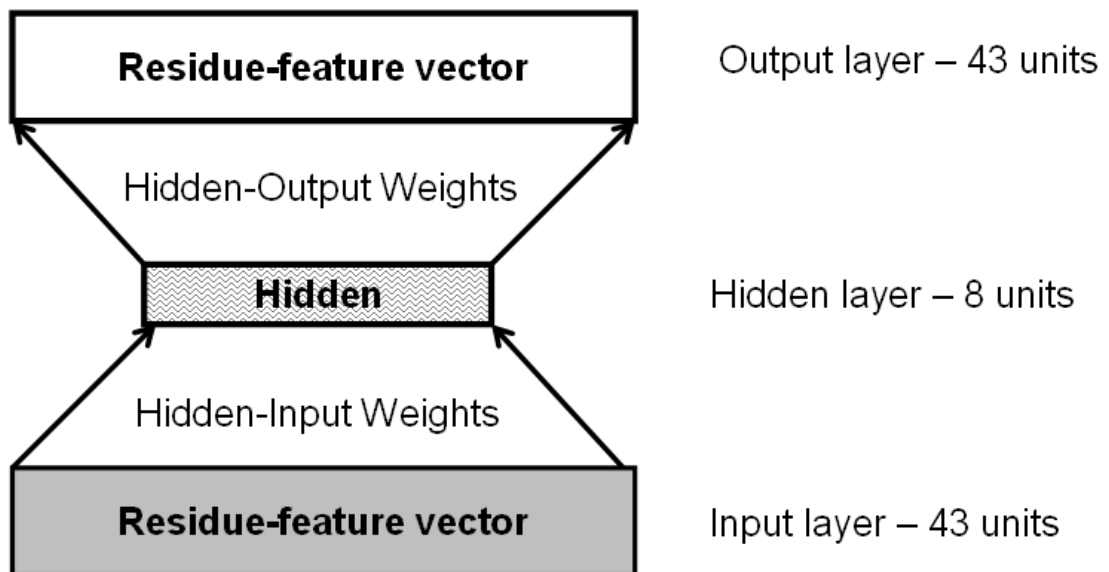 Residue-feature vector
Output layer – 43 units
Hidden-Output Weights
Hidden
Hidden layer – 8 units
Hidden-Input Weights
Residue-feature vector
Input layer – 43 units